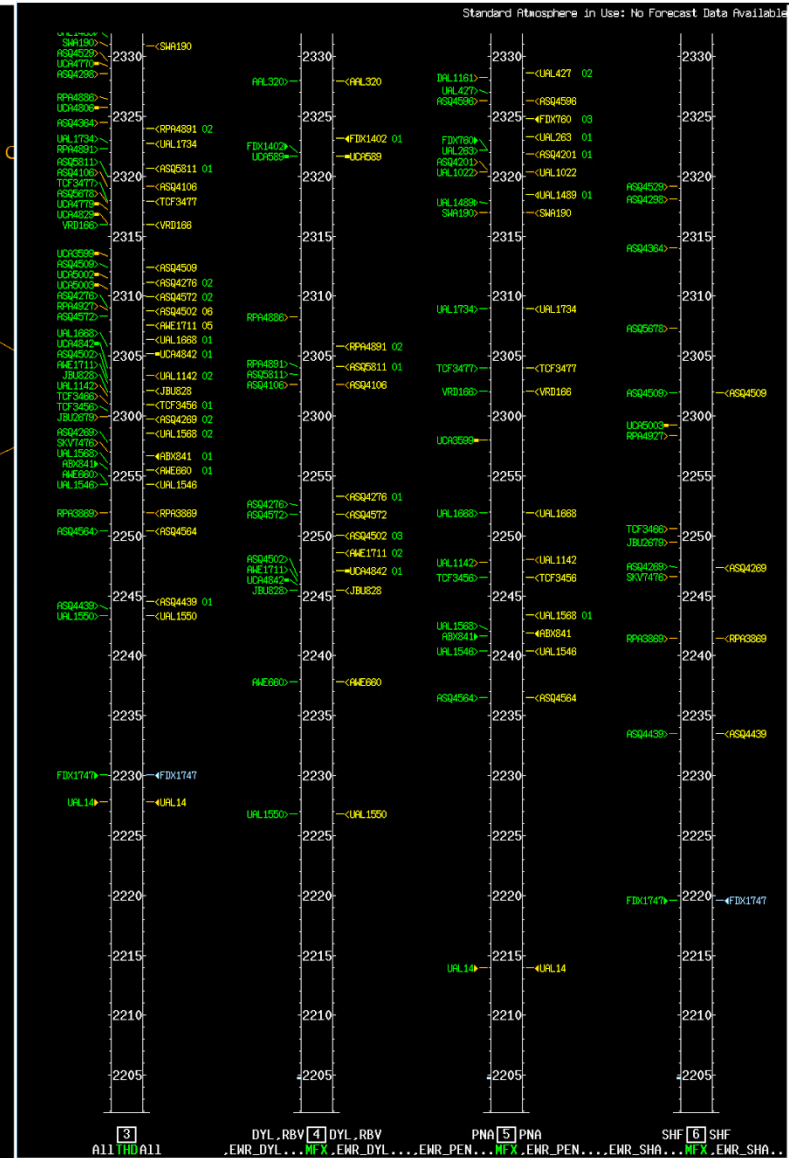 Standard Atmosphere in Use: No Forecast Data Available
2330
2325
2320
2315
2310
2305
2300
2255
2250
2245
2240
2235
2230
2225
2220
2215
2210
2205
SWA190
ASQ4529
UCA4770
ASQ4298
RPA4886
UCA4806
ASQ4364
UAL1734
RPA4891
ASQ5811
ASQ4106
TCF3477
ASQ5678
UCA4779
UCA4829
VRD166
UCA3599
ASQ4509
UCA5002
UCA5003
ASQ4276
RPA4927
ASQ4572
UAL1668
UCA4842
ASQ4502
AWE1711
JBU828
UAL1142
TCF3466
TCF3456
JBU2679
ASQ4269
SKV7476
UAL1568
ABX841
AWE660
UAL1546
RPA3869
ASQ4564
ASQ4439
UAL1550
FDX1747
UAL14
SWA190
RPA4891 02
UAL1734
ASQ5811 01
ASQ4106
TCF3477
VRD166
ASQ4509
ASQ4276 02
ASQ4572 02
ASQ4502 06
AWE1711 05
UAL1668 01
UCA4842 01
UAL1142 02
JBU828
TCF3456 01
ASQ4269 02
UAL1568 02
ABX841 01
AWE660 01
UAL1546
RPA3869
ASQ4564
ASQ4439 01
UAL1550
FDX1747
UAL14
3
All THD All
2330
2325
2320
2315
2310
2305
2300
2255
2250
2245
2240
2235
2230
2225
2220
2215
2210
2205
AAL320
FDX1402
UCA589
RPA4886
RPA4891
ASQ5811
ASQ4106
ASQ4276
ASQ4572
ASQ4502
AWE1711
UCA4842
JBU828
AWE660
UAL1550
AAL320
FDX1402 01
UCA589
RPA4891 02
ASQ5811 01
ASQ4106
ASQ4276 01
ASQ4572
ASQ4502 03
AWE1711 02
UCA4842 01
JBU828
AWE660
UAL1550
DYL,RBV 4 DYL,RBV
,EWR_DYL...MFX,EWR_DYL...
2330
2325
2320
2315
2310
2305
2300
2255
2250
2245
2240
2235
2230
2225
2220
2215
2210
2205
DAL1161
UAL427
ASQ4596
FDX760
UAL263
ASQ4201
UAL1022
UAL1489
SWA190
UAL1734
TCF3477
VRD166
UCA3599
UAL1668
UAL1142
TCF3456
UAL1568
ABX841
UAL1546
ASQ4564
UAL14
UAL427 02
ASQ4596
FDX760 03
UAL263 01
ASQ4201 01
UAL1022
UAL1489 01
SWA190
UAL1734
TCF3477
VRD166
UAL1668
UAL1142
TCF3456
UAL1568 01
ABX841
UAL1546
ASQ4564
UAL14
PNA 5 PNA
,EWR_PEN...MFX,EWR_PEN...
2330
2325
2320
2315
2310
2305
2300
2255
2250
2245
2240
2235
2230
2225
2220
2215
2210
2205
ASQ4529
ASQ4298
ASQ4364
ASQ5678
ASQ4509
UCA5003
RPA4927
TCF3466
JBU2679
ASQ4269
SKV7476
RPA3869
ASQ4439
FDX1747
ASQ4509
ASQ4269
RPA3869
ASQ4439
FDX1747
SHF 6 SHF
,EWR_SHA...MFX,EWR_SHA..